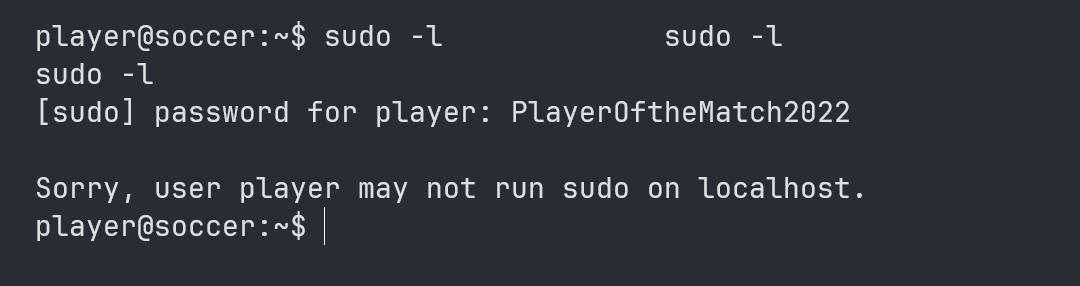 player@soccer:~$ sudo -l             sudo -l
sudo -l
[sudo] password for player: PlayerOftheMatch2022

Sorry, user player may not run sudo on localhost.
player@soccer:~$